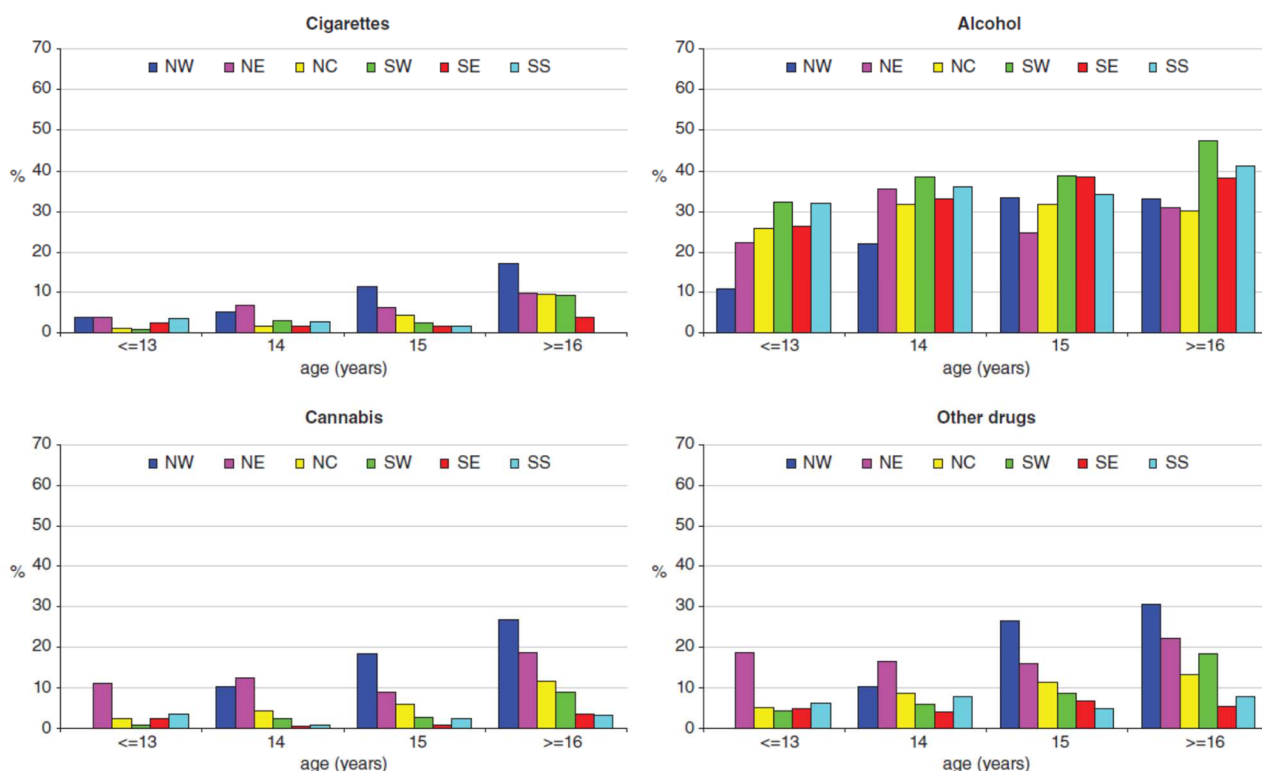 Cigarettes
70
60
50
40
30
20
10
0
%
NW NE NC SW SE SS
<=13 14 15 >=16
age (years)
Alcohol
70
60
50
40
30
20
10
0
%
NW NE NC SW SE SS
<=13 14 15 >=16
age (years)
Cannabis
70
60
50
40
30
20
10
0
%
NW NE NC SW SE SS
<=13 14 15 >=16
age (years)
Other drugs
70
60
50
40
30
20
10
0
%
NW NE NC SW SE SS
<=13 14 15 >=16
age (years)